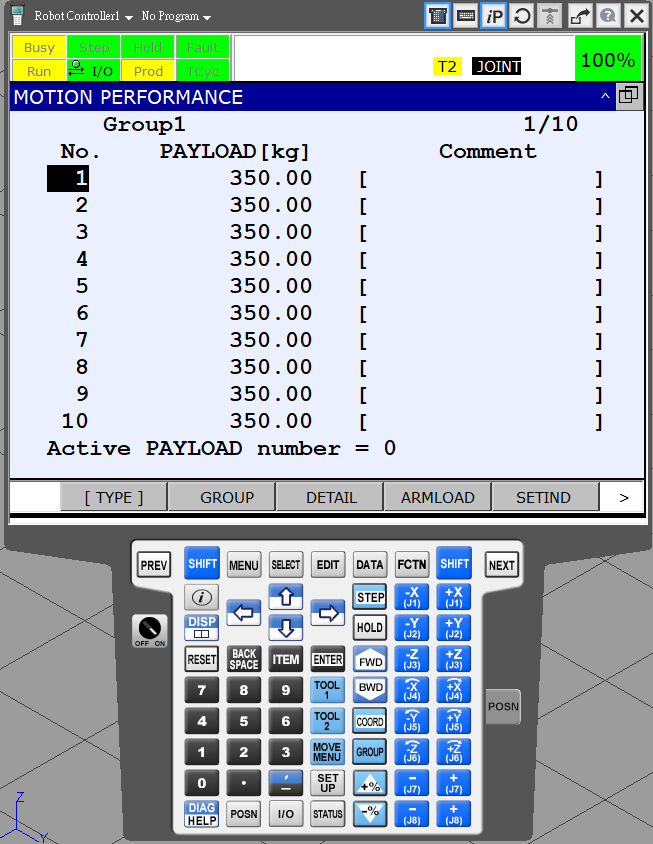 Robot Controller1 No Program iP
Busy Step Hold Fault
Run I/O Prod TCyc T2 JOINT 100%
MOTION PERFORMANCE
Group1 1/10
No. PAYLOAD[kg] Comment
1 350.00 [ ]
2 350.00 [ ]
3 350.00 [ ]
4 350.00 [ ]
5 350.00 [ ]
6 350.00 [ ]
7 350.00 [ ]
8 350.00 [ ]
9 350.00 [ ]
10 350.00 [ ]
Active PAYLOAD number = 0
[ TYPE ] GROUP DETAIL ARMLOAD SETIND >
PREV SHIFT MENU SELECT EDIT DATA FCTN SHIFT NEXT
i STEP -X (J1) +X (J1)
DISP HOLD -Y (J2) +Y (J2)
OFF ON
RESET BACK SPACE ITEM ENTER FWD -Z (J3) +Z (J3)
7 8 9 TOOL 1 BWD -X (J4) +X (J4)
4 5 6 TOOL 2 COORD -Y (J5) +Y (J5)
POSN
1 2 3 MOVE MENU GROUP -Z (J6) +Z (J6)
0 . , - SET UP +% - (J7) + (J7)
DIAG HELP POSN I/O STATUS -% - (J8) + (J8)
Z
Y